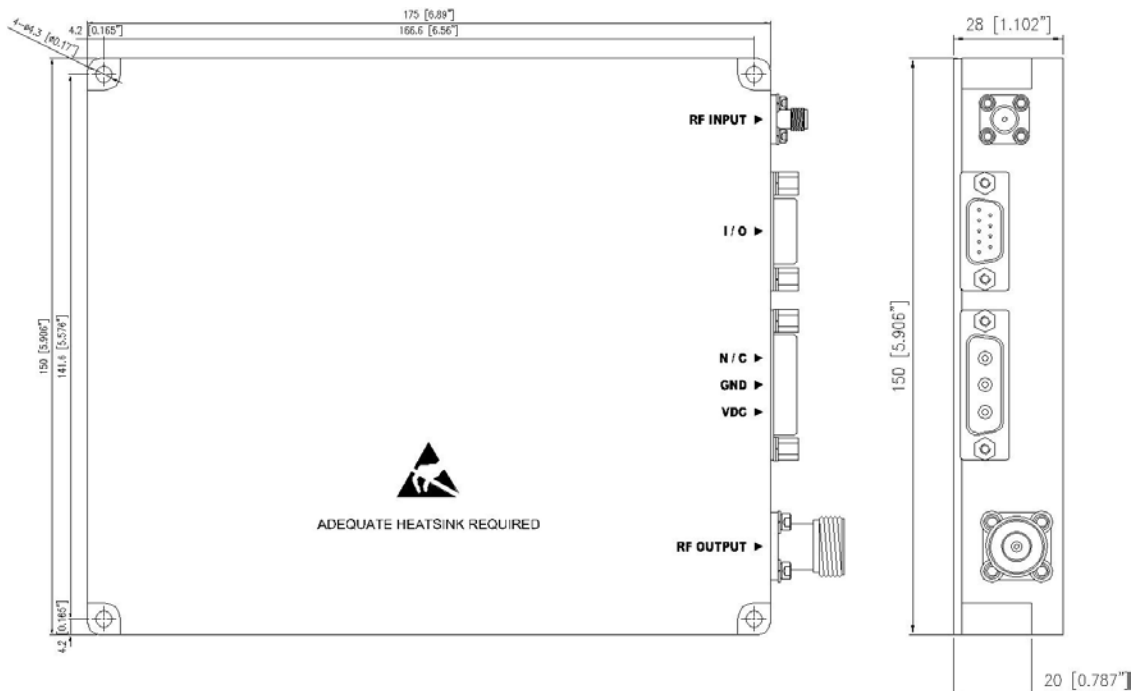 175 [6.89"]
4.2 [0.165"]
166.6 [6.56"]
4-ø4.3 [ø0.17"]
28 [1.102"]
RF INPUT
I / O
150 [5.906"]
141.6 [5.576"]
150 [5.906"]
N / C
GND
VDC
ADEQUATE HEATSINK REQUIRED
RF OUTPUT
4.2 [0.165"]
20 [0.787"]